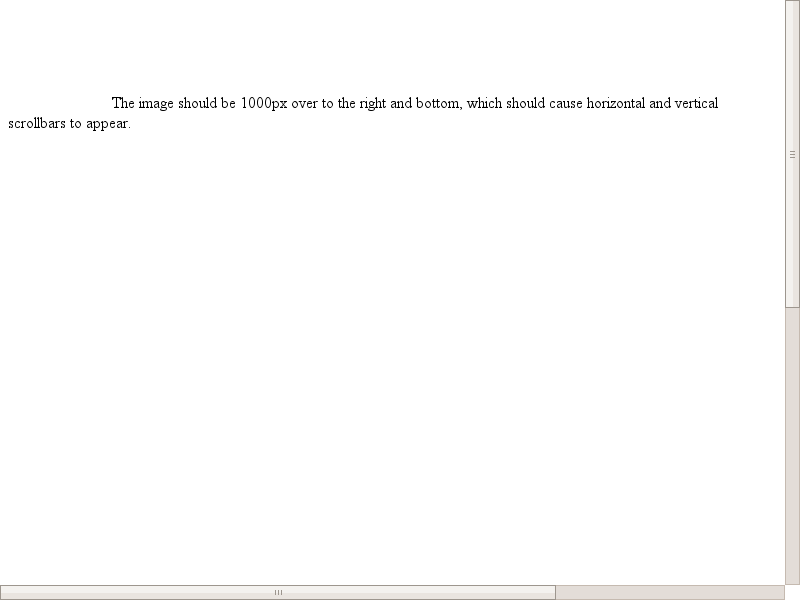 The image should be 1000px over to the right and bottom, which should cause horizontal and vertical
scrollbars to appear.